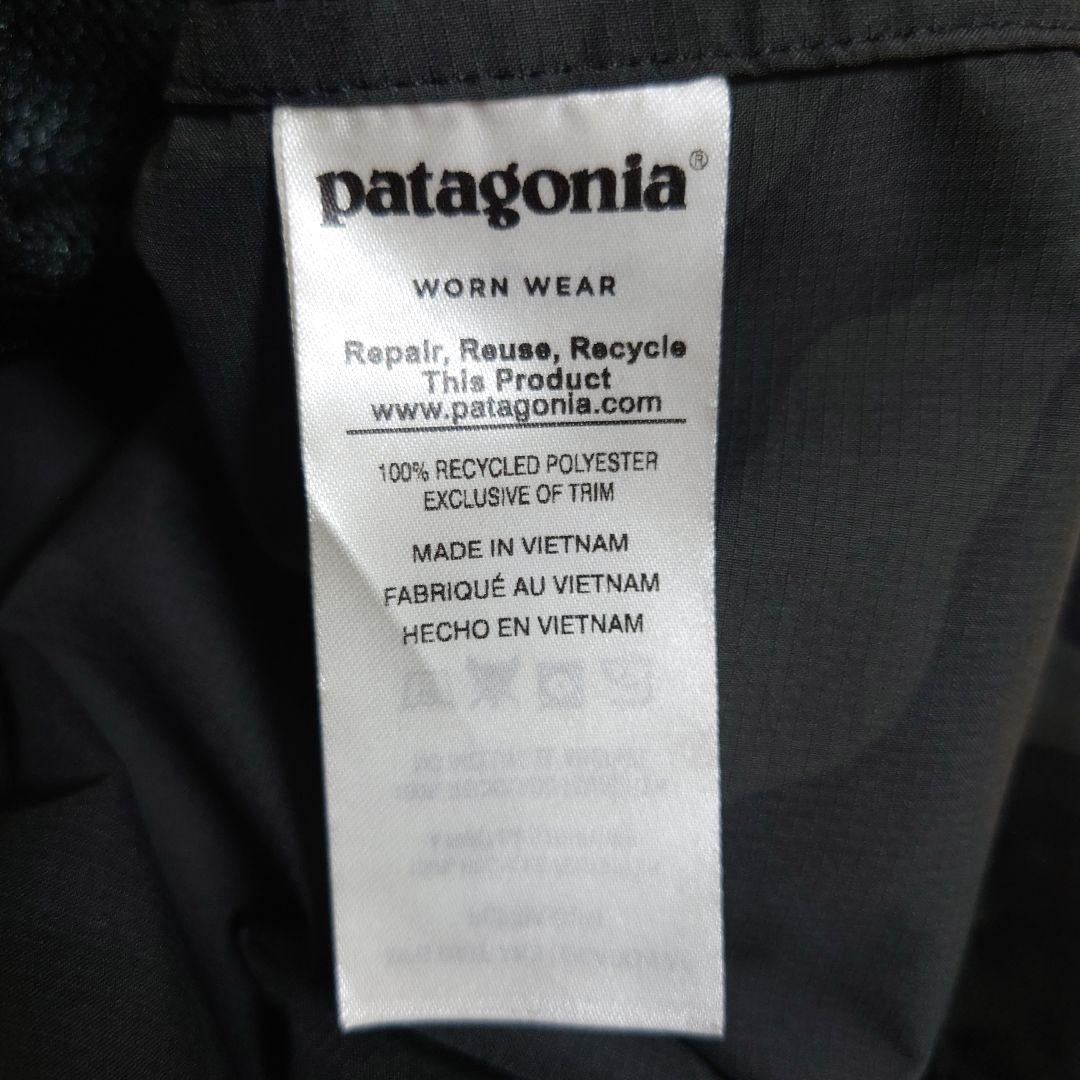 patagonia®
WORN WEAR
Repair, Reuse, Recycle
This Product
www.patagonia.com
100% RECYCLED POLYESTER
EXCLUSIVE OF TRIM
MADE IN VIETNAM
FABRIQUÉ AU VIETNAM
HECHO EN VIETNAM